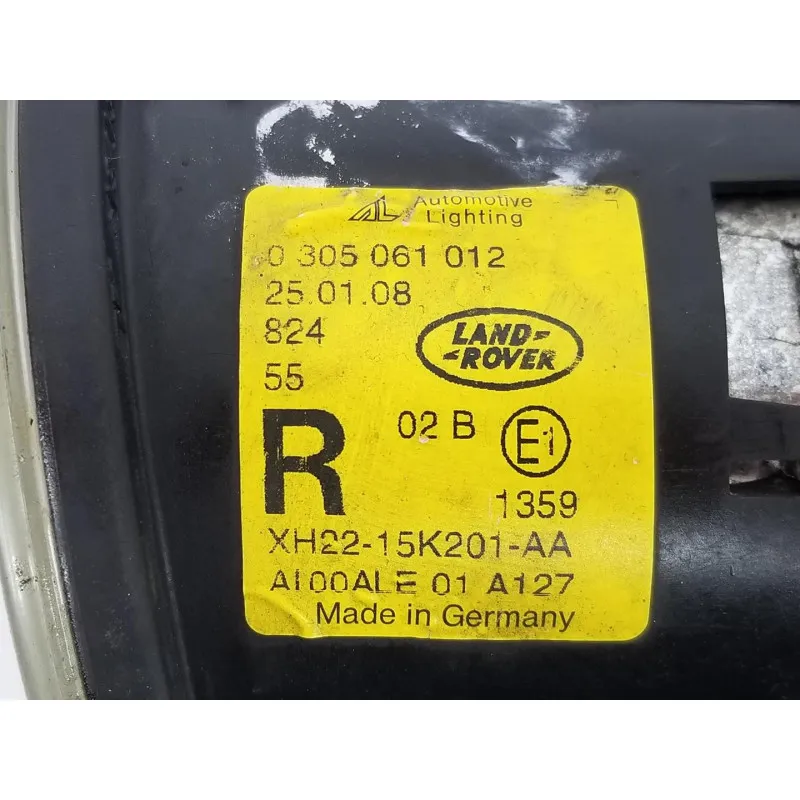 Automotive
Lighting
0 305 061 012
25.01.08
824
LAND-
-ROVER
55
R
02 B
E1
1359
XH22-15K201-AA
AI00ALE 01 A127
Made in Germany